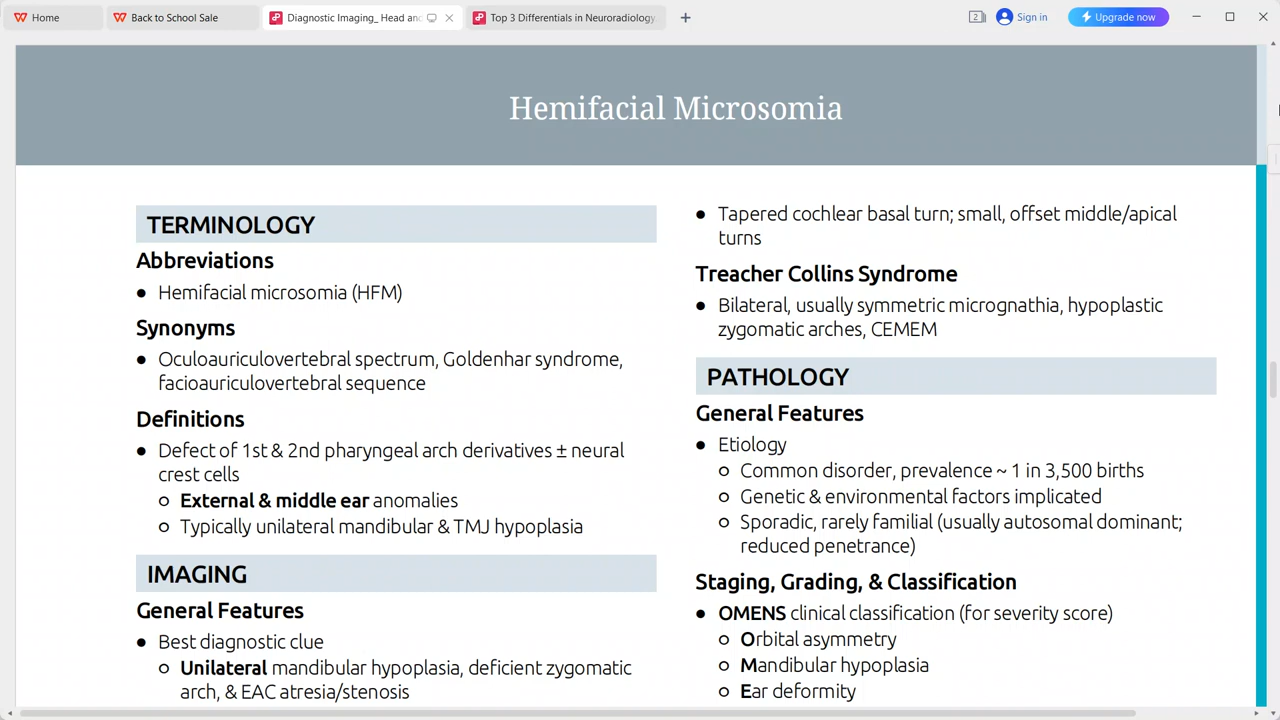 Home
Back to School Sale
Diagnostic Imaging_ Head an
Top 3 Differentials in Neuroradiology
2
Sign in
Upgrade now
Hemifacial Microsomia
TERMINOLOGY
Abbreviations
● Hemifacial microsomia (HFM)
Synonyms
● Oculoauriculovertebral spectrum, Goldenhar syndrome,
facioauriculovertebral sequence
Definitions
● Defect of 1st & 2nd pharyngeal arch derivatives ± neural
crest cells
○ External & middle ear anomalies
○ Typically unilateral mandibular & TMJ hypoplasia
IMAGING
General Features
● Best diagnostic clue
○ Unilateral mandibular hypoplasia, deficient zygomatic
arch, & EAC atresia/stenosis
● Tapered cochlear basal turn; small, offset middle/apical
turns
Treacher Collins Syndrome
● Bilateral, usually symmetric micrognathia, hypoplastic
zygomatic arches, CEMEM
PATHOLOGY
General Features
● Etiology
○ Common disorder, prevalence ~ 1 in 3,500 births
○ Genetic & environmental factors implicated
○ Sporadic, rarely familial (usually autosomal dominant;
reduced penetrance)
Staging, Grading, & Classification
● OMENS clinical classification (for severity score)
○ Orbital asymmetry
○ Mandibular hypoplasia
○ Ear deformity